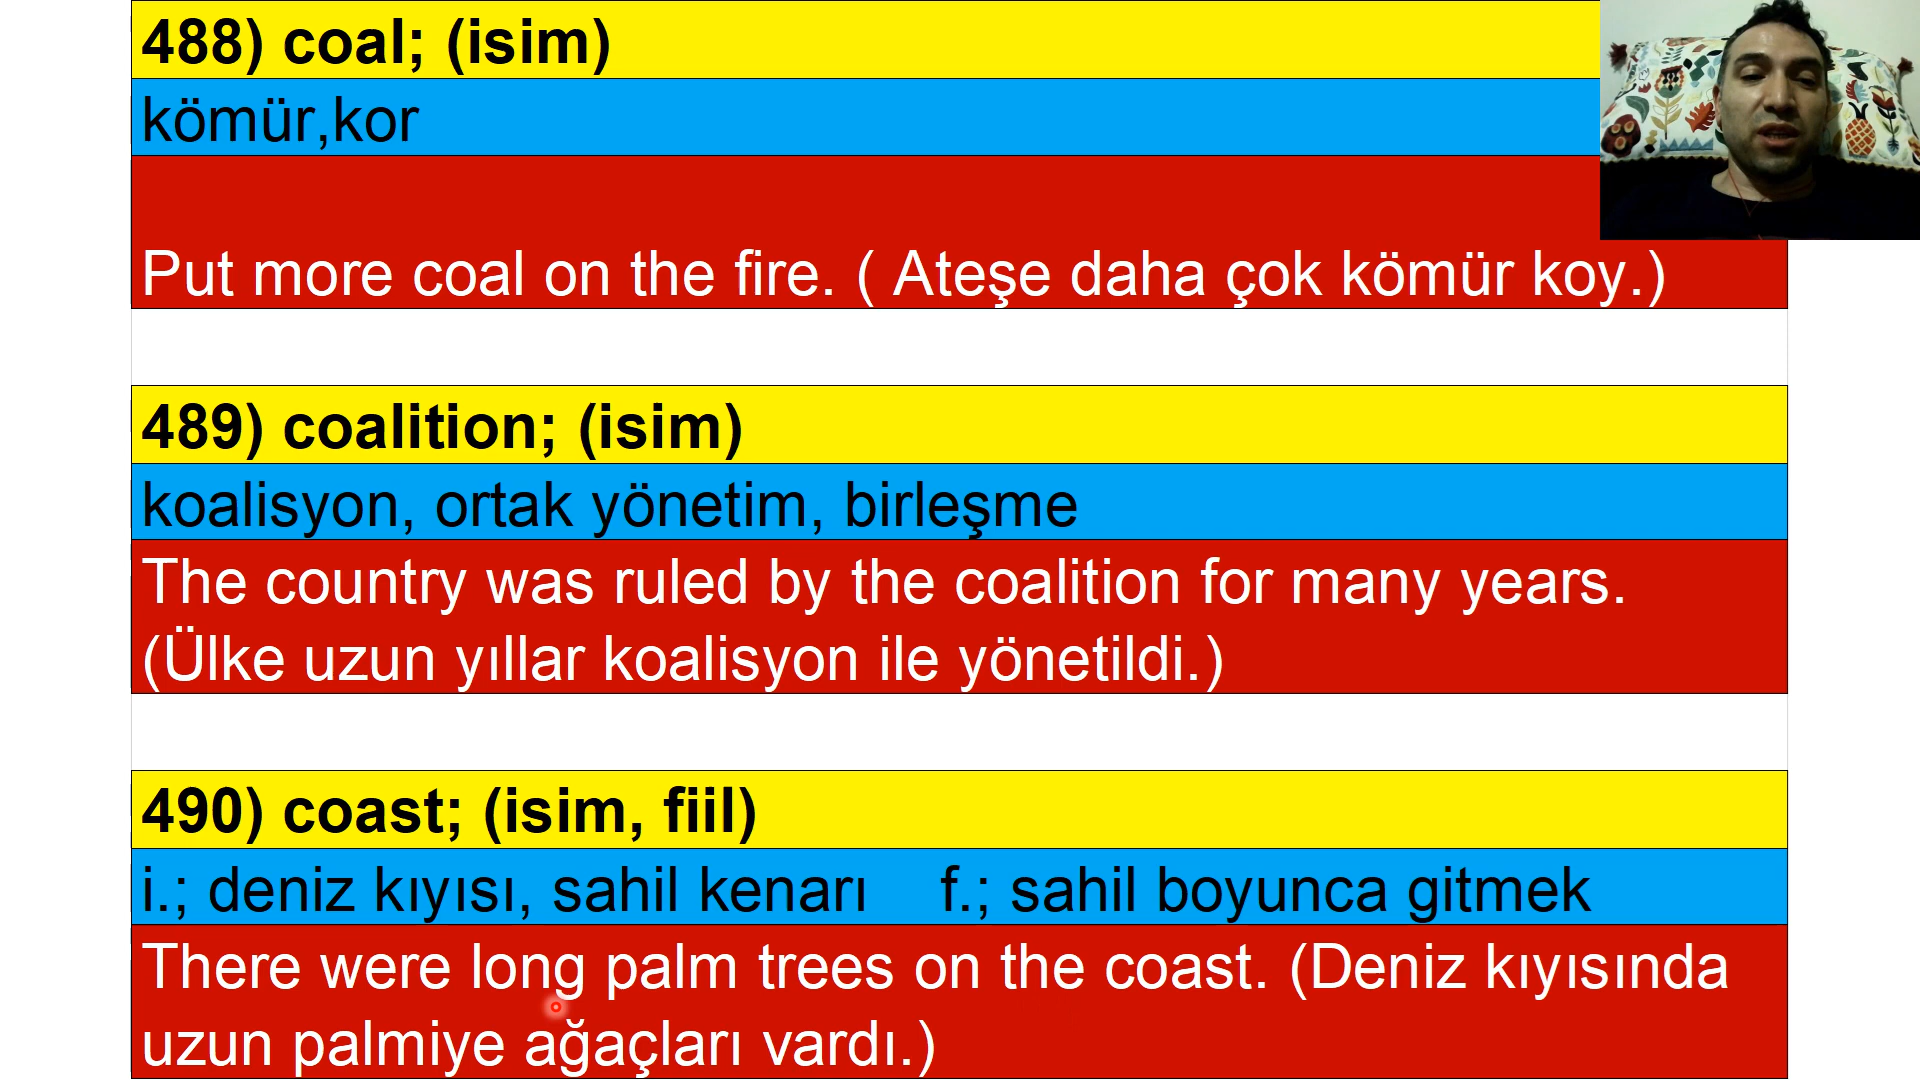 488) coal; (isim)
kömür,kor
Put more coal on the fire. ( Ateşe daha çok kömür koy.)
489) coalition; (isim)
koalisyon, ortak yönetim, birleşme
The country was ruled by the coalition for many years.
(Ülke uzun yıllar koalisyon ile yönetildi.)
490) coast; (isim, fiil)
i.; deniz kıyısı, sahil kenarı f.; sahil boyunca gitmek
There were long palm trees on the coast. (Deniz kıyısında
uzun palmiye ağaçları vardı.)